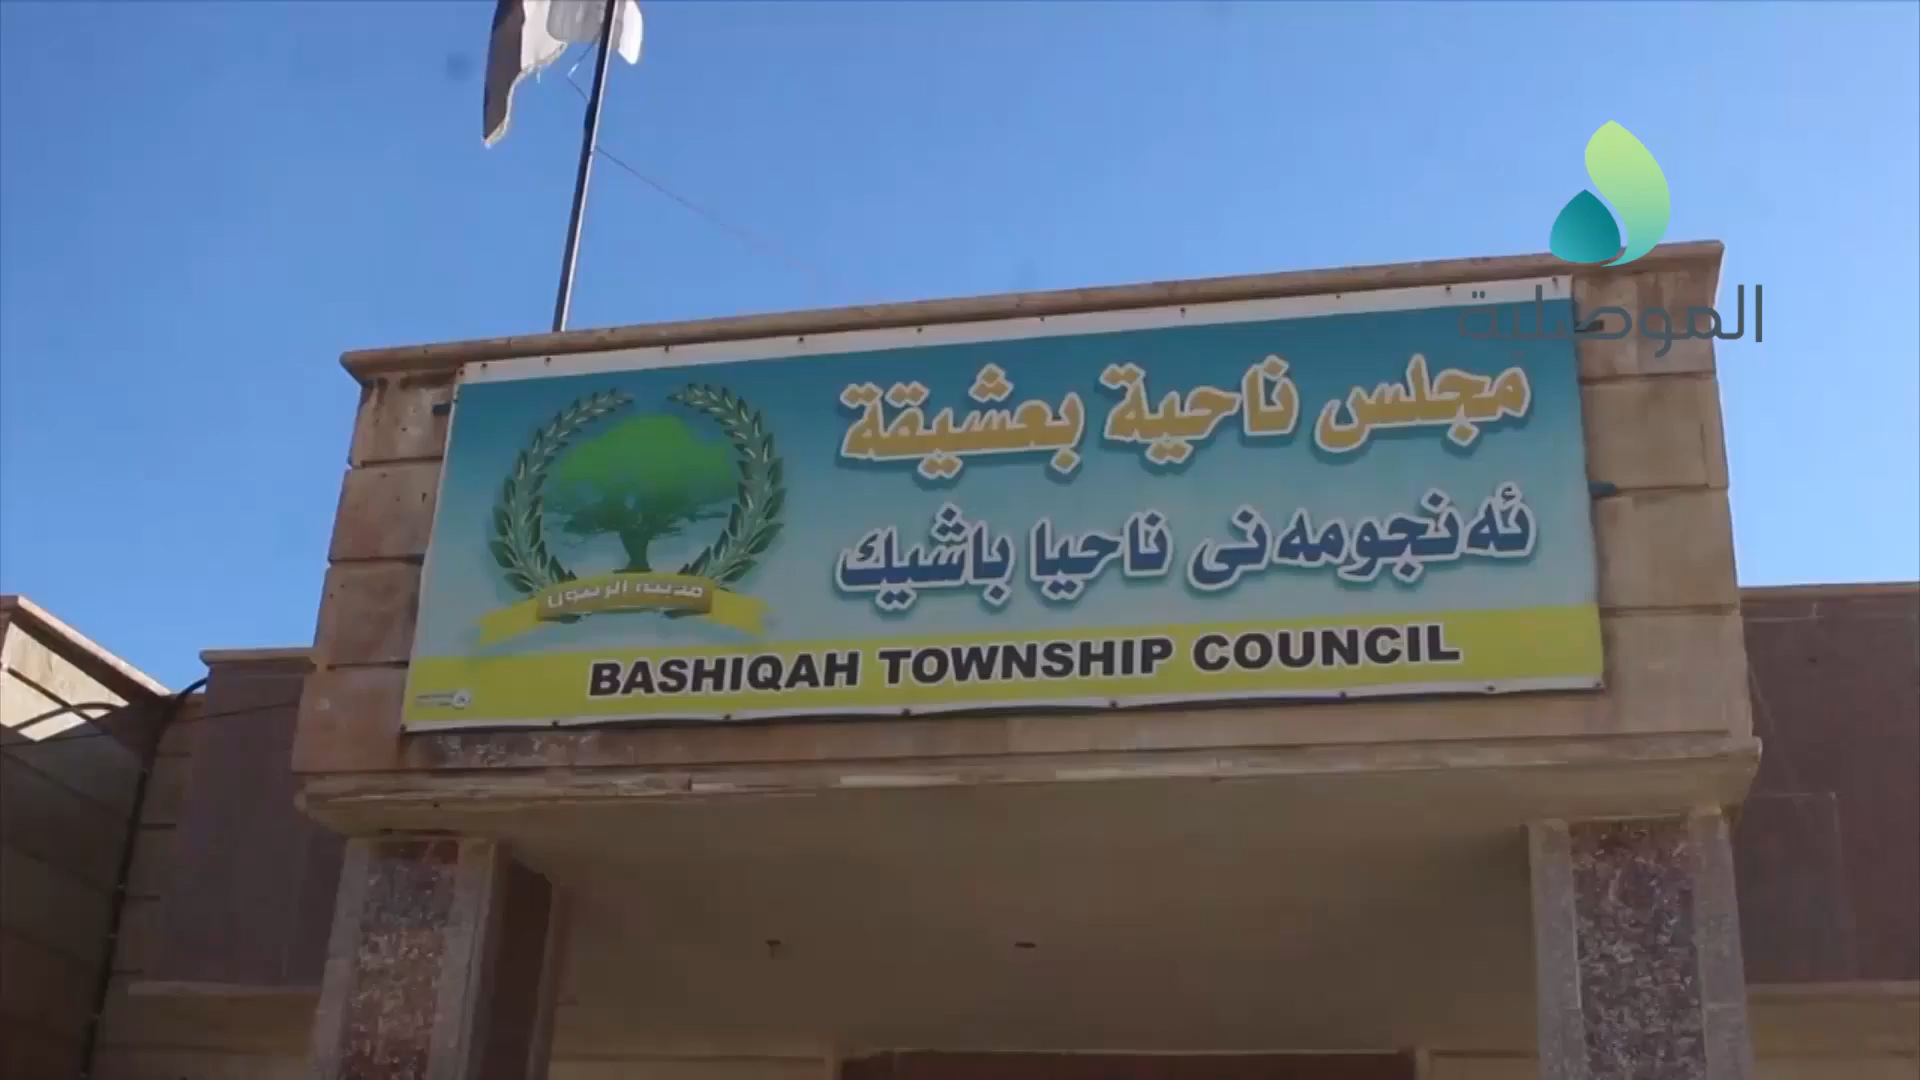 الموصلية
مجلس ناحية بعشيقة
ئەنجومەنی ناحیا باشیك
مدينة الزيتون
BASHIQAH TOWNSHIP COUNCIL